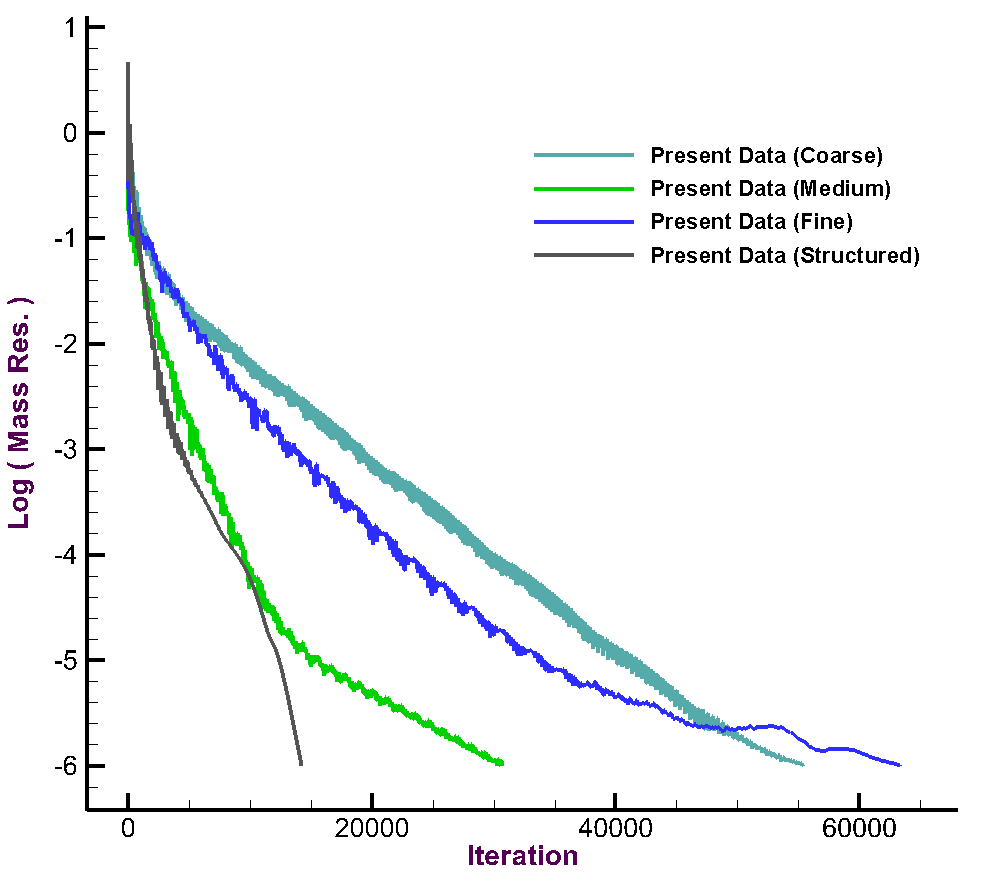 1
0
-1
-2
-3
-4
-5
-6
Log ( Mass Res. )
Present Data (Coarse)
Present Data (Medium)
Present Data (Fine)
Present Data (Structured)
0 20000 40000 60000
Iteration